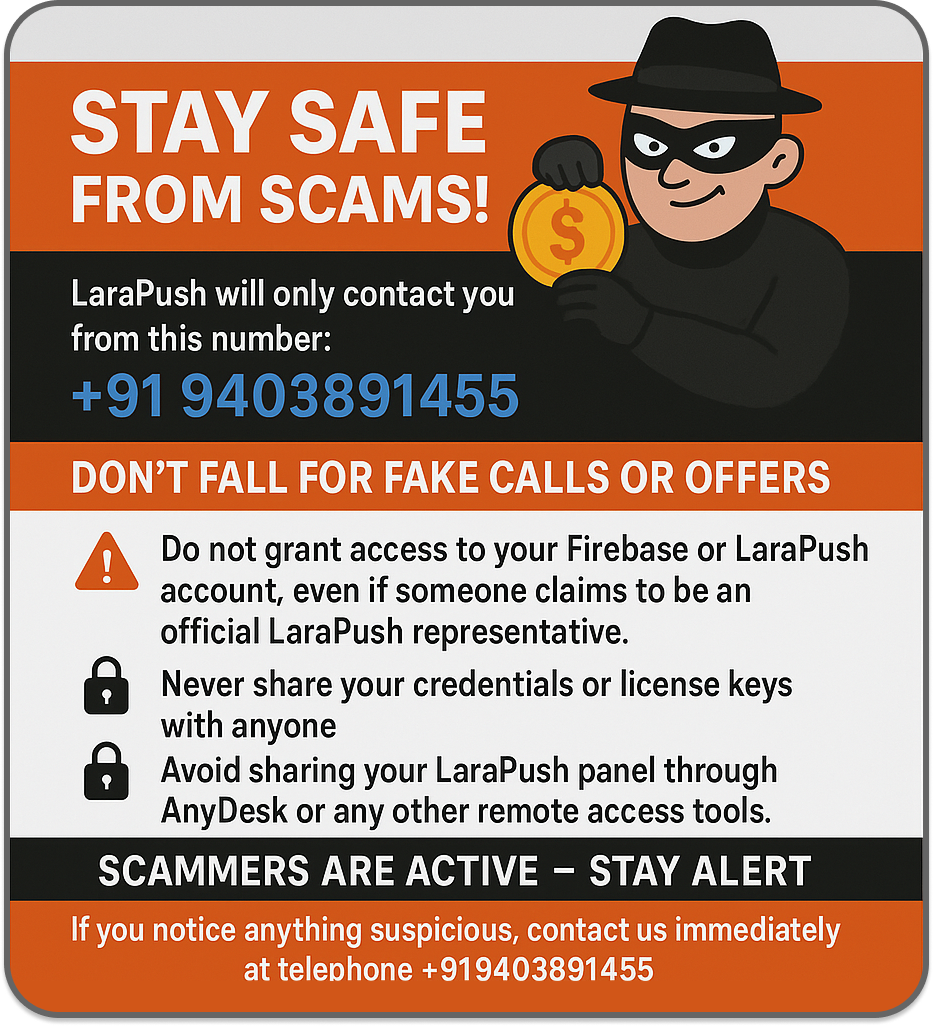 STAY SAFE
FROM SCAMS!
$
LaraPush will only contact you
from this number:
+91 9403891455
DON'T FALL FOR FAKE CALLS OR OFFERS
Do not grant access to your Firebase or LaraPush
account, even if someone claims to be an
official LaraPush representative.
Never share your credentials or license keys
with anyone
Avoid sharing your LaraPush panel through
AnyDesk or any other remote access tools.
SCAMMERS ARE ACTIVE – STAY ALERT
If you notice anything suspicious, contact us immediately
at telephone +919403891455